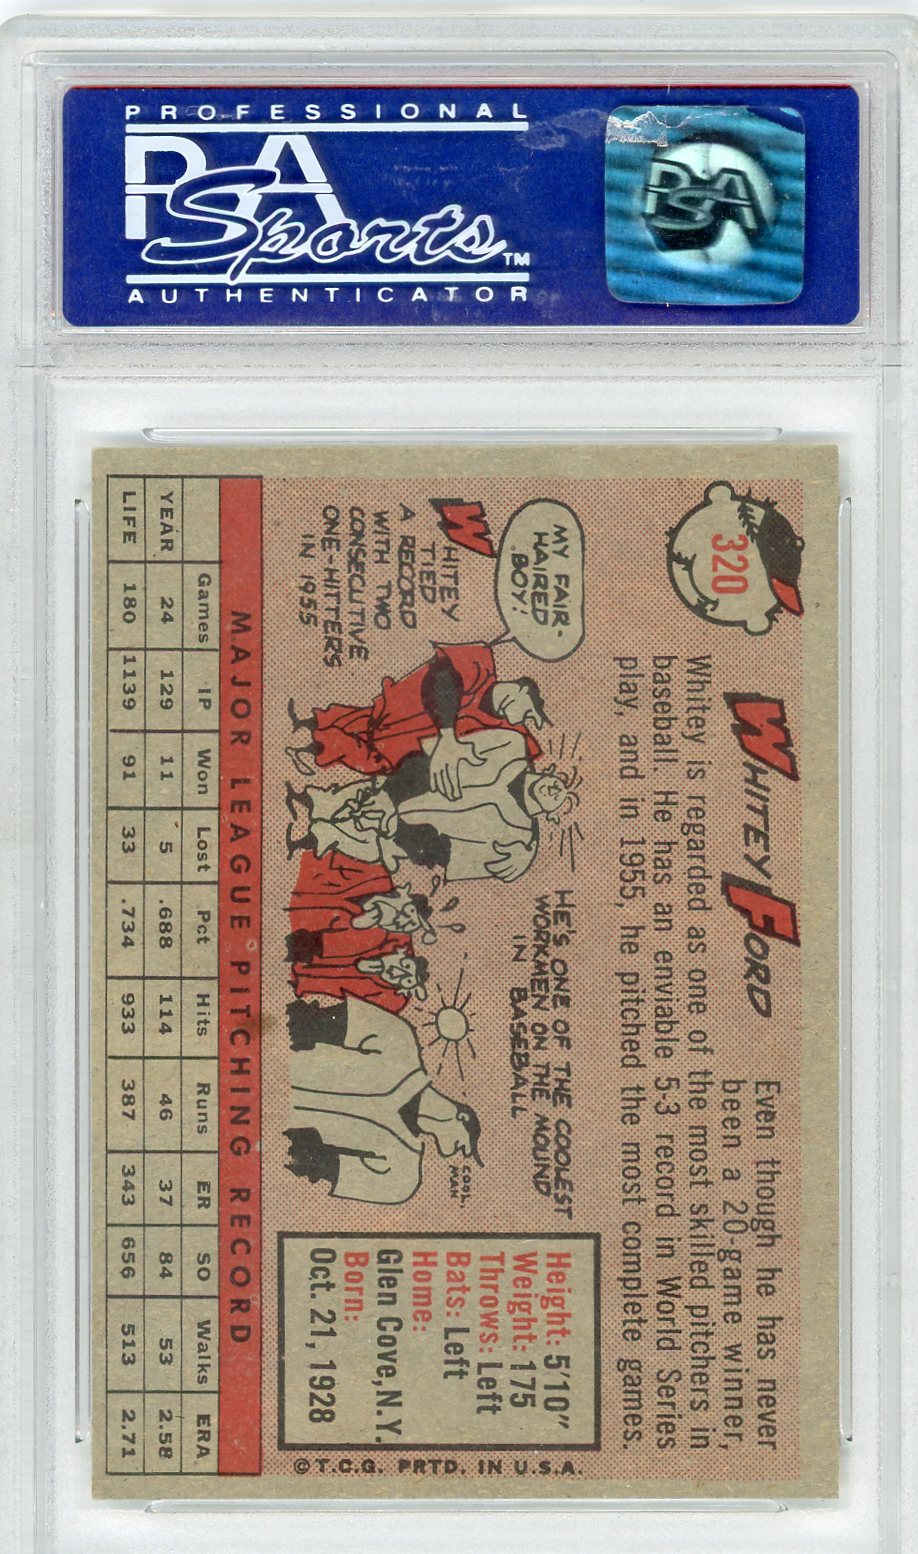 PROFESSIONAL
PSA
Sports TM
AUTHENTICATOR
PSA
320
WHITEY FORD
Even though he has never
been a 20-game winner,
Whitey is regarded as one of the most skilled pitchers in
baseball. He has an enviable 5-3 record in World Series
play, and in 1955, he pitched the most complete games.
MY FAIR-
HAIRED
BOY!
WHITEY
TIED
A RECORD
WITH TWO
CONSECUTIVE
ONE-HITTERS
IN 1955
HE'S ONE OF THE COOLEST
WORKMEN ON THE MOUND
IN BASEBALL
COOL,
MAN
Height: 5'10"
Weight: 175
Throws: Left
Bats: Left
Home:
Glen Cove, N.Y.
Born:
Oct. 21, 1928
© T.C.G. PRTD. IN U.S.A.
MAJOR LEAGUE PITCHING RECORD
Games IP Won Lost Pct Hits Runs ER SO Walks ERA
YEAR 24 129 11 5 .688 114 46 37 84 53 2.58
LIFE 180 1139 91 33 .734 933 387 343 656 513 2.71